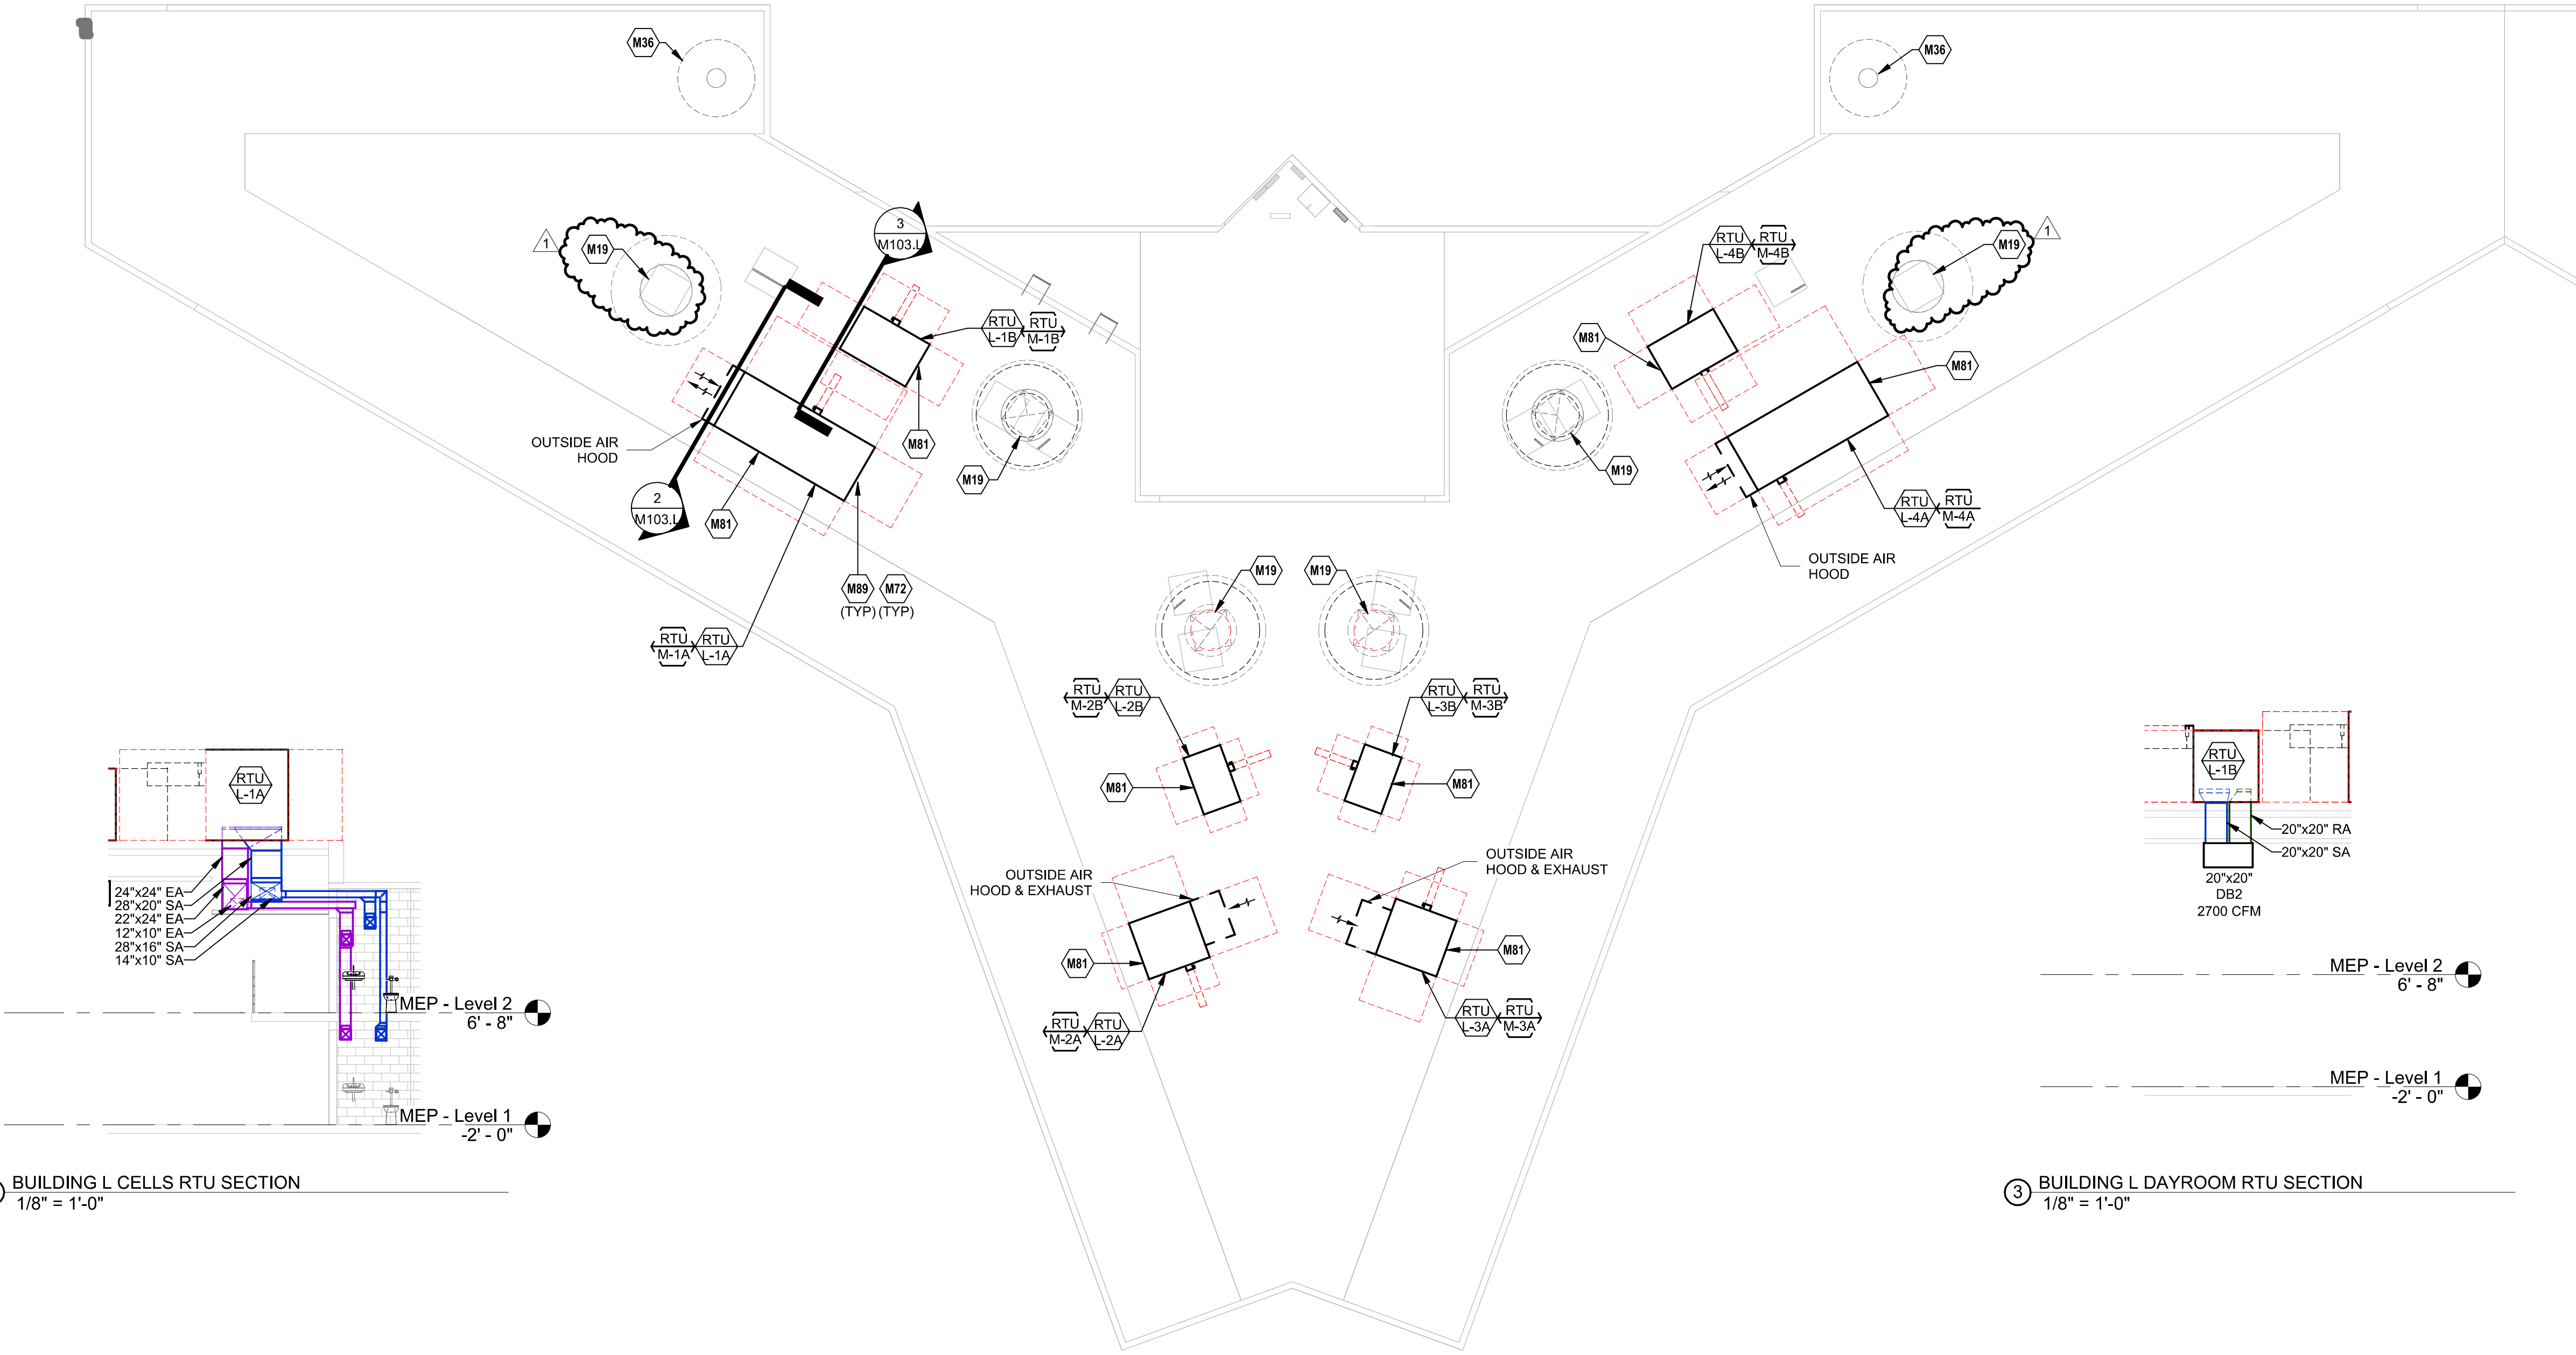 M36
M36
1
M19
3
M103.L
RTU
L-1B
RTU
M-1B
M81
M19
OUTSIDE AIR
HOOD
2
M103.L
M81
M89
(TYP)
M72
(TYP)
RTU
M-1A
RTU
L-1A
RTU
L-4B
RTU
M-4B
M19
1
M81
M81
M19
RTU
L-4A
RTU
M-4A
OUTSIDE AIR
HOOD
M19
M19
RTU
M-2B
RTU
L-2B
RTU
L-3B
RTU
M-3B
M81
M81
OUTSIDE AIR
HOOD & EXHAUST
OUTSIDE AIR
HOOD & EXHAUST
M81
M81
RTU
M-2A
RTU
L-2A
RTU
L-3A
RTU
M-3A
RTU
L-1A
24"x24" EA
28"x20" SA
22"x24" EA
12"x10" EA
28"x16" SA
14"x10" SA
MEP - Level 2
6' - 8"
MEP - Level 1
-2' - 0"
BUILDING L CELLS RTU SECTION
1/8" = 1'-0"
RTU
L-1B
20"x20" RA
20"x20" SA
20"x20"
DB2
2700 CFM
MEP - Level 2
6' - 8"
MEP - Level 1
-2' - 0"
3
BUILDING L DAYROOM RTU SECTION
1/8" = 1'-0"